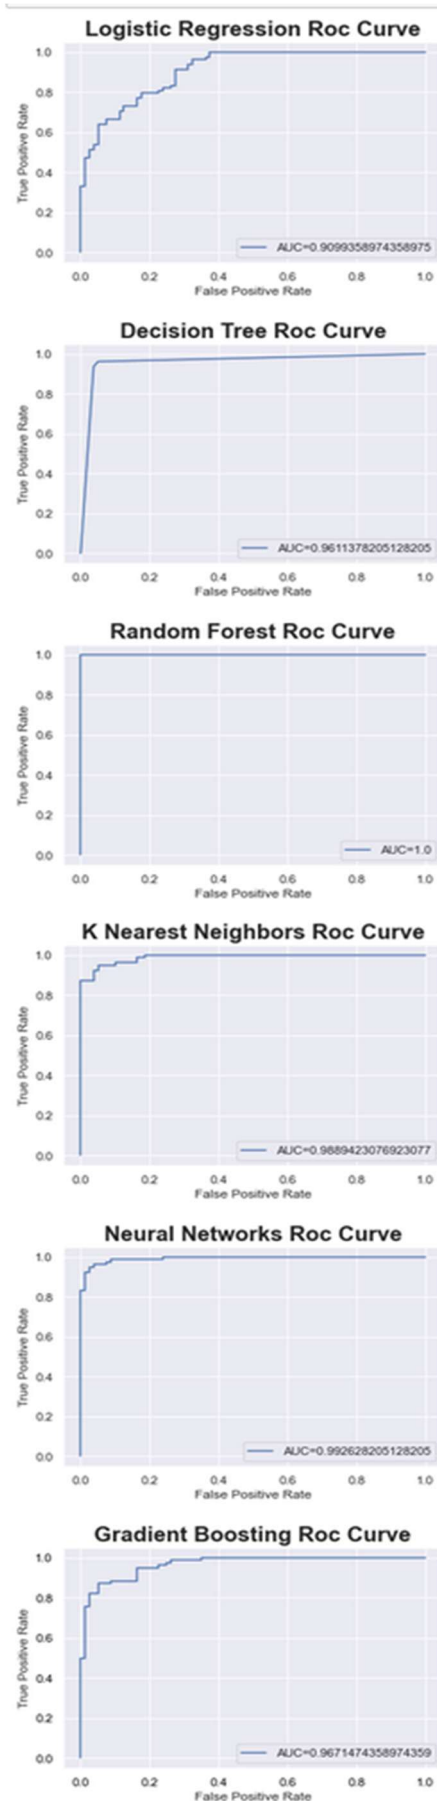 Logistic Regression Roc Curve
1.0
0.8
0.6
0.4
0.2
0.0
True Positive Rate
AUC=0.9099358974358975
0.0 0.2 0.4 0.6 0.8 1.0
False Positive Rate
Decision Tree Roc Curve
1.0
0.8
0.6
0.4
0.2
0.0
True Positive Rate
AUC=0.9611378205128205
0.0 0.2 0.4 0.6 0.8 1.0
False Positive Rate
Random Forest Roc Curve
1.0
0.8
0.6
0.4
0.2
0.0
True Positive Rate
AUC=1.0
0.0 0.2 0.4 0.6 0.8 1.0
False Positive Rate
K Nearest Neighbors Roc Curve
1.0
0.8
0.6
0.4
0.2
0.0
True Positive Rate
AUC=0.9889423076923077
0.0 0.2 0.4 0.6 0.8 1.0
False Positive Rate
Neural Networks Roc Curve
1.0
0.8
0.6
0.4
0.2
0.0
True Positive Rate
AUC=0.992628205128205
0.0 0.2 0.4 0.6 0.8 1.0
False Positive Rate
Gradient Boosting Roc Curve
1.0
0.8
0.6
0.4
0.2
0.0
True Positive Rate
AUC=0.9671474358974359
0.0 0.2 0.4 0.6 0.8 1.0
False Positive Rate